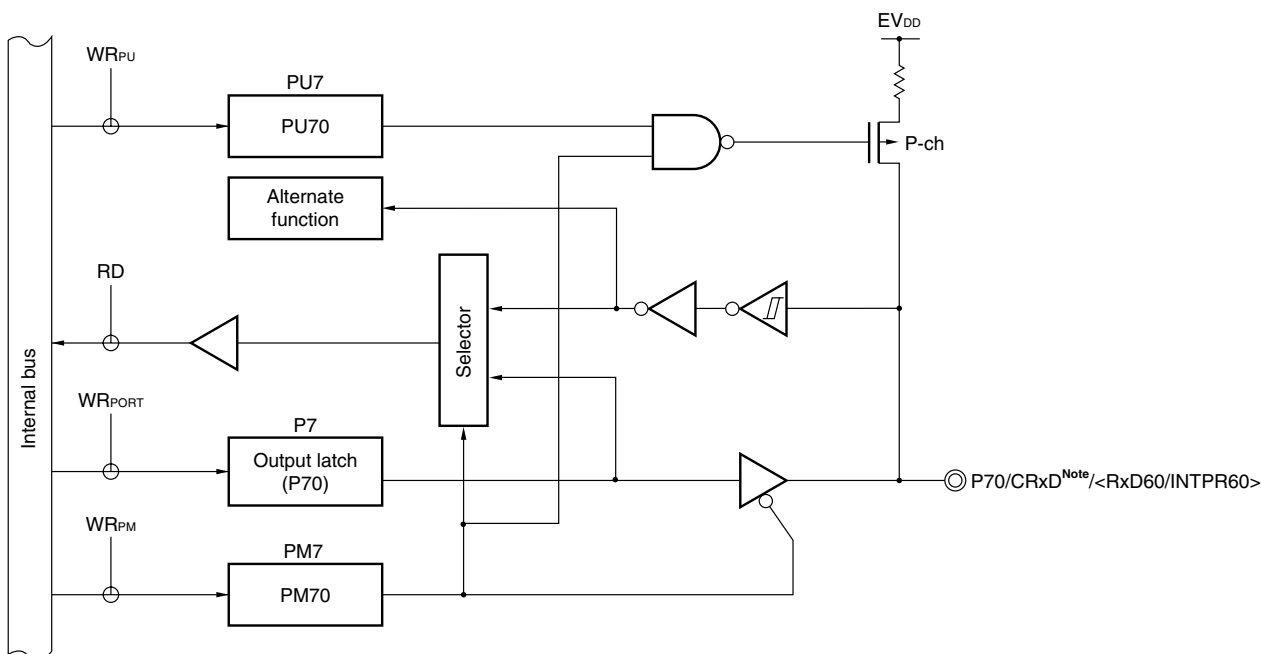 EVDD
WRPU
PU7
PU70
P-ch
Alternate
function
RD
Selector
Internal bus
WRPORT
P7
Output latch
(P70)
P70/CRxDNote/<RxD60/INTPR60>
WRPM
PM7
PM70